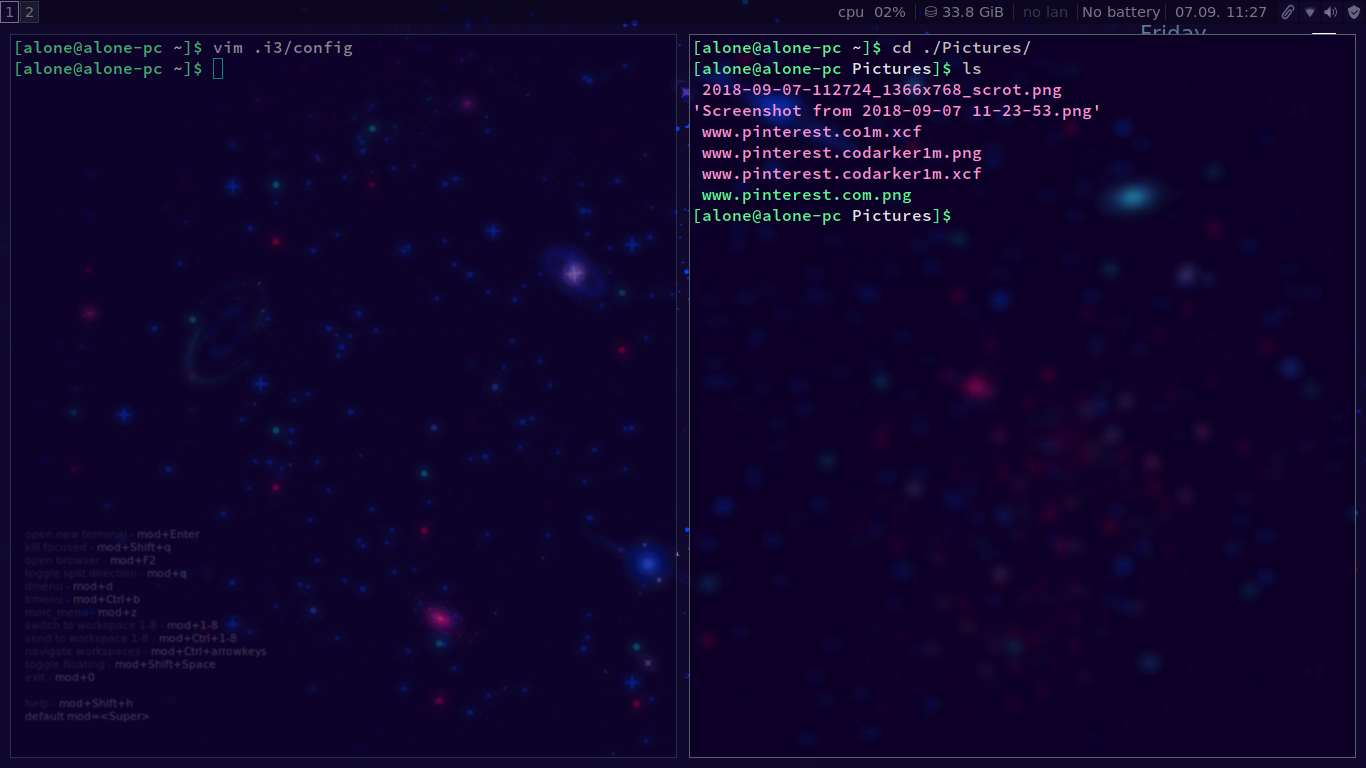 1 2 cpu 02% 33.8 GiB no lan No battery 07.09. 11:27
Friday
[alone@alone-pc ~]$ vim .i3/config
[alone@alone-pc ~]$
[alone@alone-pc ~]$ cd ./Pictures/
[alone@alone-pc Pictures]$ ls
2018-09-07-112724_1366x768_scrot.png
'Screenshot from 2018-09-07 11-23-53.png'
www.pinterest.co1m.xcf
www.pinterest.codarker1m.png
www.pinterest.codarker1m.xcf
www.pinterest.com.png
[alone@alone-pc Pictures]$
open new terminal - mod+Enter
kill focused - mod+Shift+q
open browser - mod+F2
toggle split direction - mod+q
dmenu - mod+d
bmenu - mod+Ctrl+b
morc_menu - mod+z
switch to workspace 1-8 - mod+1-8
send to workspace 1-8 - mod+Ctrl+1-8
navigate workspaces - mod+Ctrl+arrowkeys
toggle floating - mod+Shift+Space
exit - mod+0
help - mod+Shift+h
default mod=<Super>